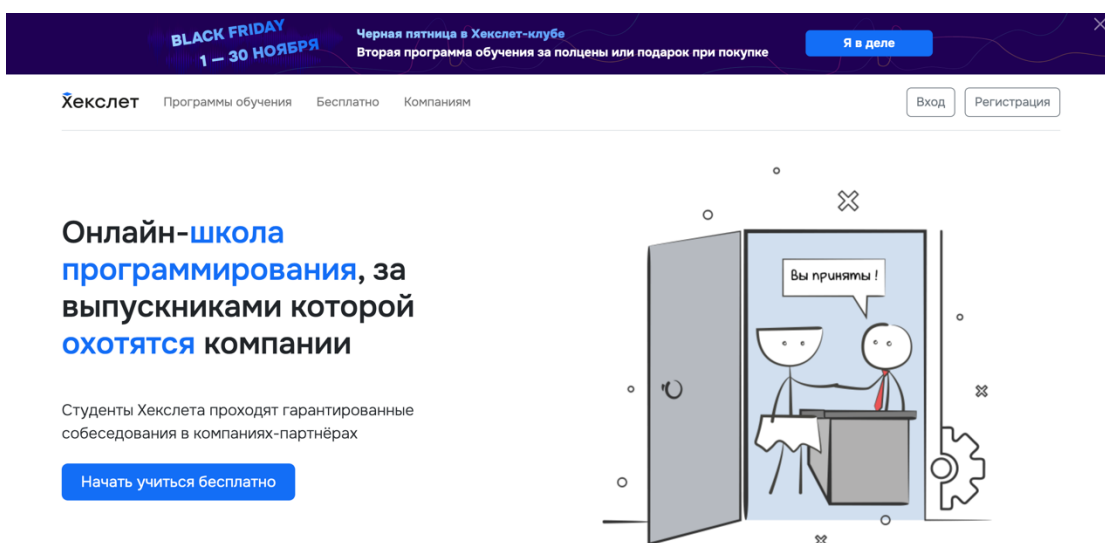 BLACK FRIDAY
1 — 30 НОЯБРЯ
Черная пятница в Хекслет-клубе
Вторая программа обучения за полцены или подарок при покупке
Я в деле
Хекслет
Программы обучения
Бесплатно
Компаниям
Вход
Регистрация
Онлайн-школа
программирования, за
выпускниками которой
охотятся компании
Студенты Хекслета проходят гарантированные
собеседования в компаниях-партнёрах
Начать учиться бесплатно
Вы приняты !